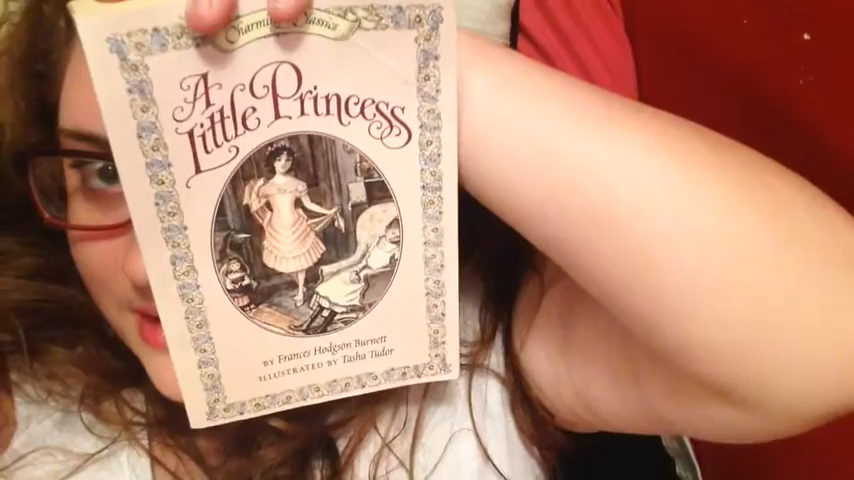 Charming Classics
A
Little Princess
BY Frances Hodgson Burnett
ILLUSTRATED BY Tasha Tudor